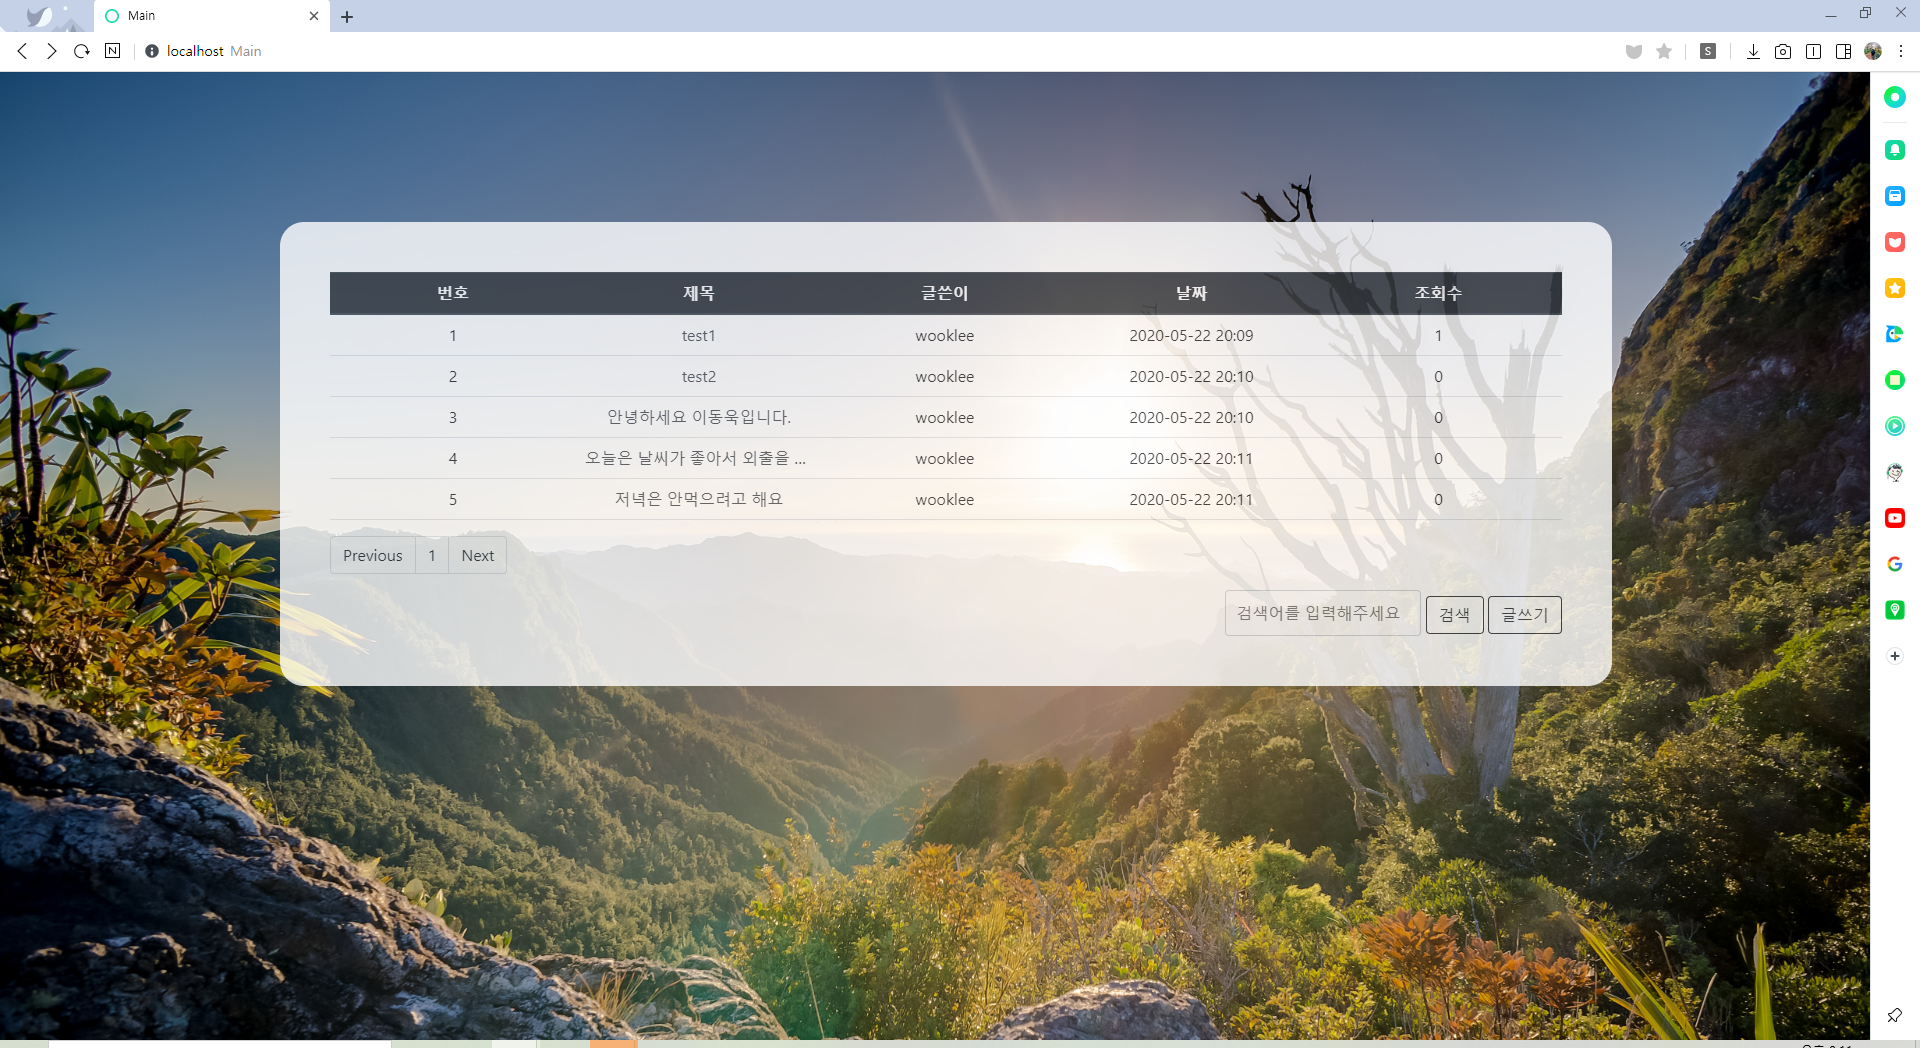 Main
localhost Main
번호 제목 글쓴이 날짜 조회수
1 test1 wooklee 2020-05-22 20:09 1
2 test2 wooklee 2020-05-22 20:10 0
3 안녕하세요 이동욱입니다. wooklee 2020-05-22 20:10 0
4 오늘은 날씨가 좋아서 외출을 ... wooklee 2020-05-22 20:11 0
5 저녁은 안먹으려고 해요 wooklee 2020-05-22 20:11 0
Previous 1 Next
검색어를 입력해주세요 검색 글쓰기